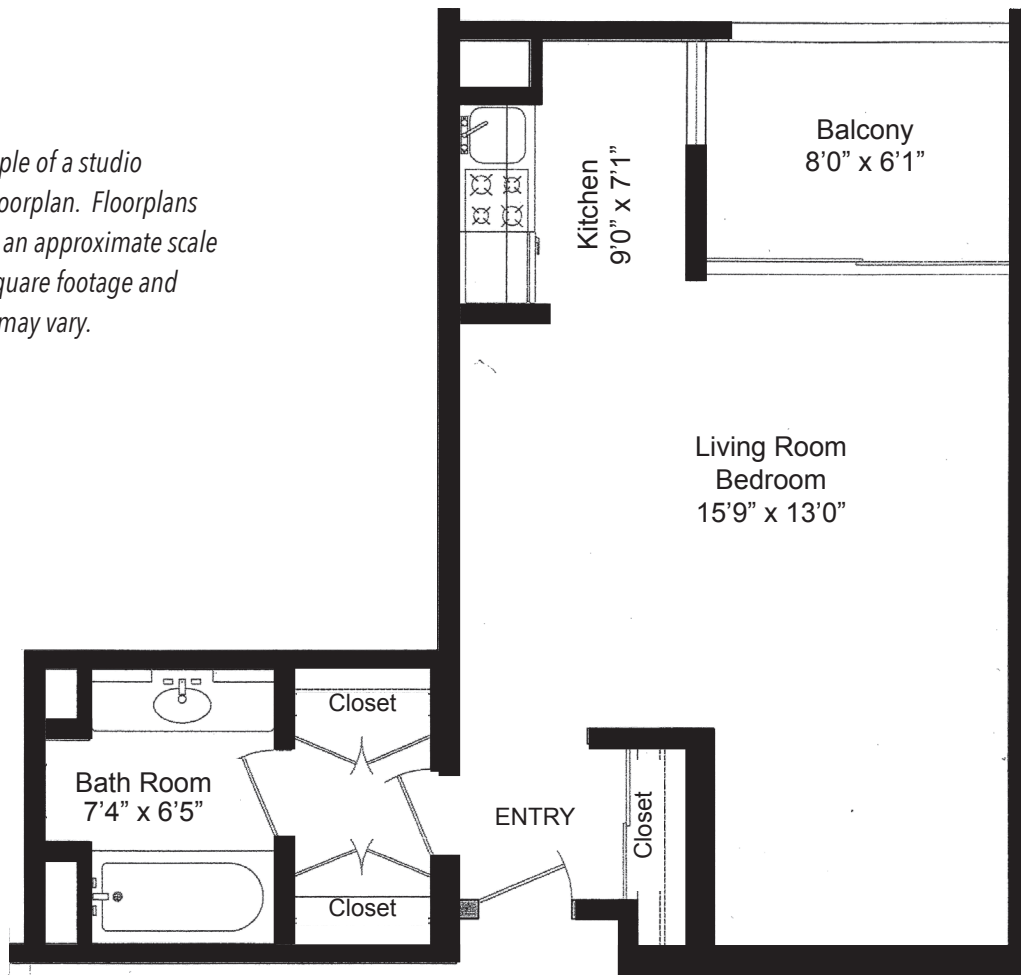 ple of a studio
oorplan. Floorplans
an approximate scale
quare footage and
may vary.
Balcony
8’0” x 6’1”
Kitchen
9’0” x 7’1”
Living Room
Bedroom
15’9” x 13’0”
Closet
Bath Room
7’4” x 6’5”
ENTRY
Closet
Closet